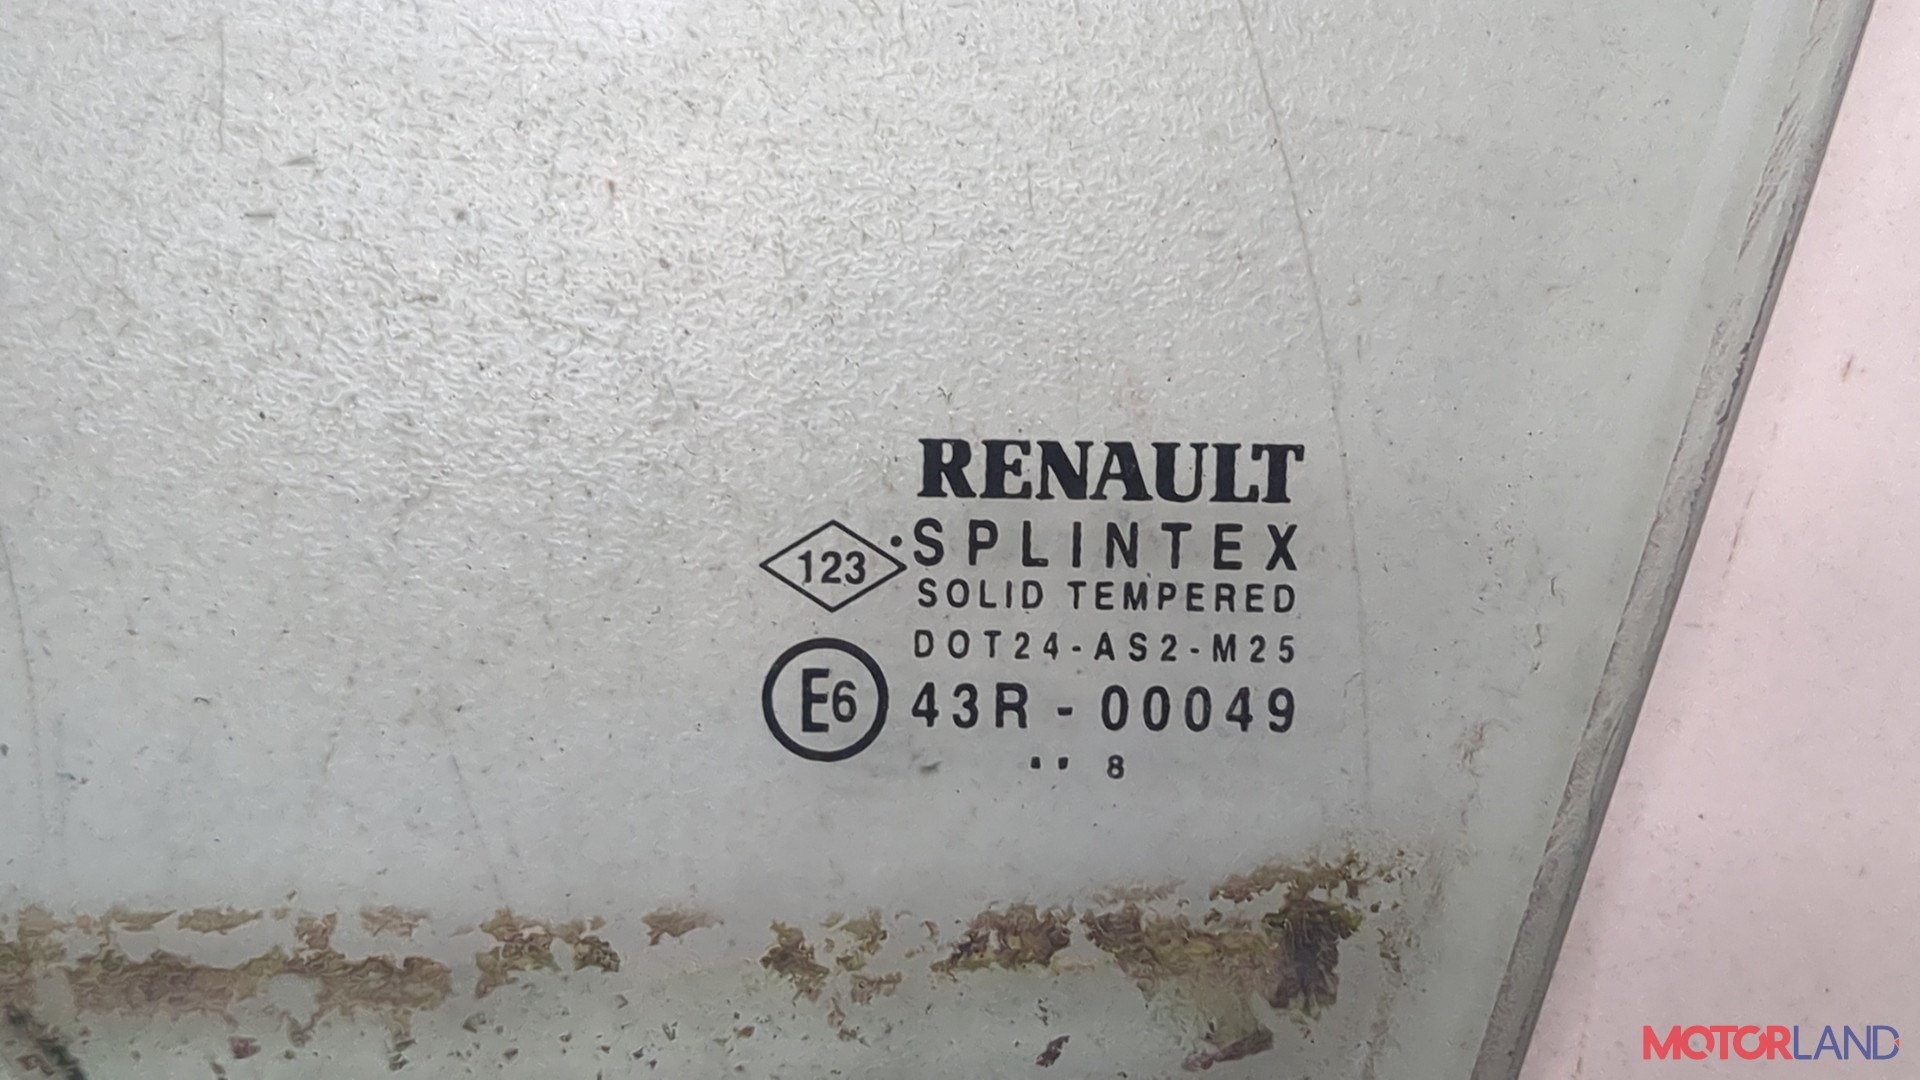 RENAULT
123 SPLINTEX
SOLID TEMPERED
DOT24-AS2-M25
E6 43R - 00049
.. 8
MOTORLAND